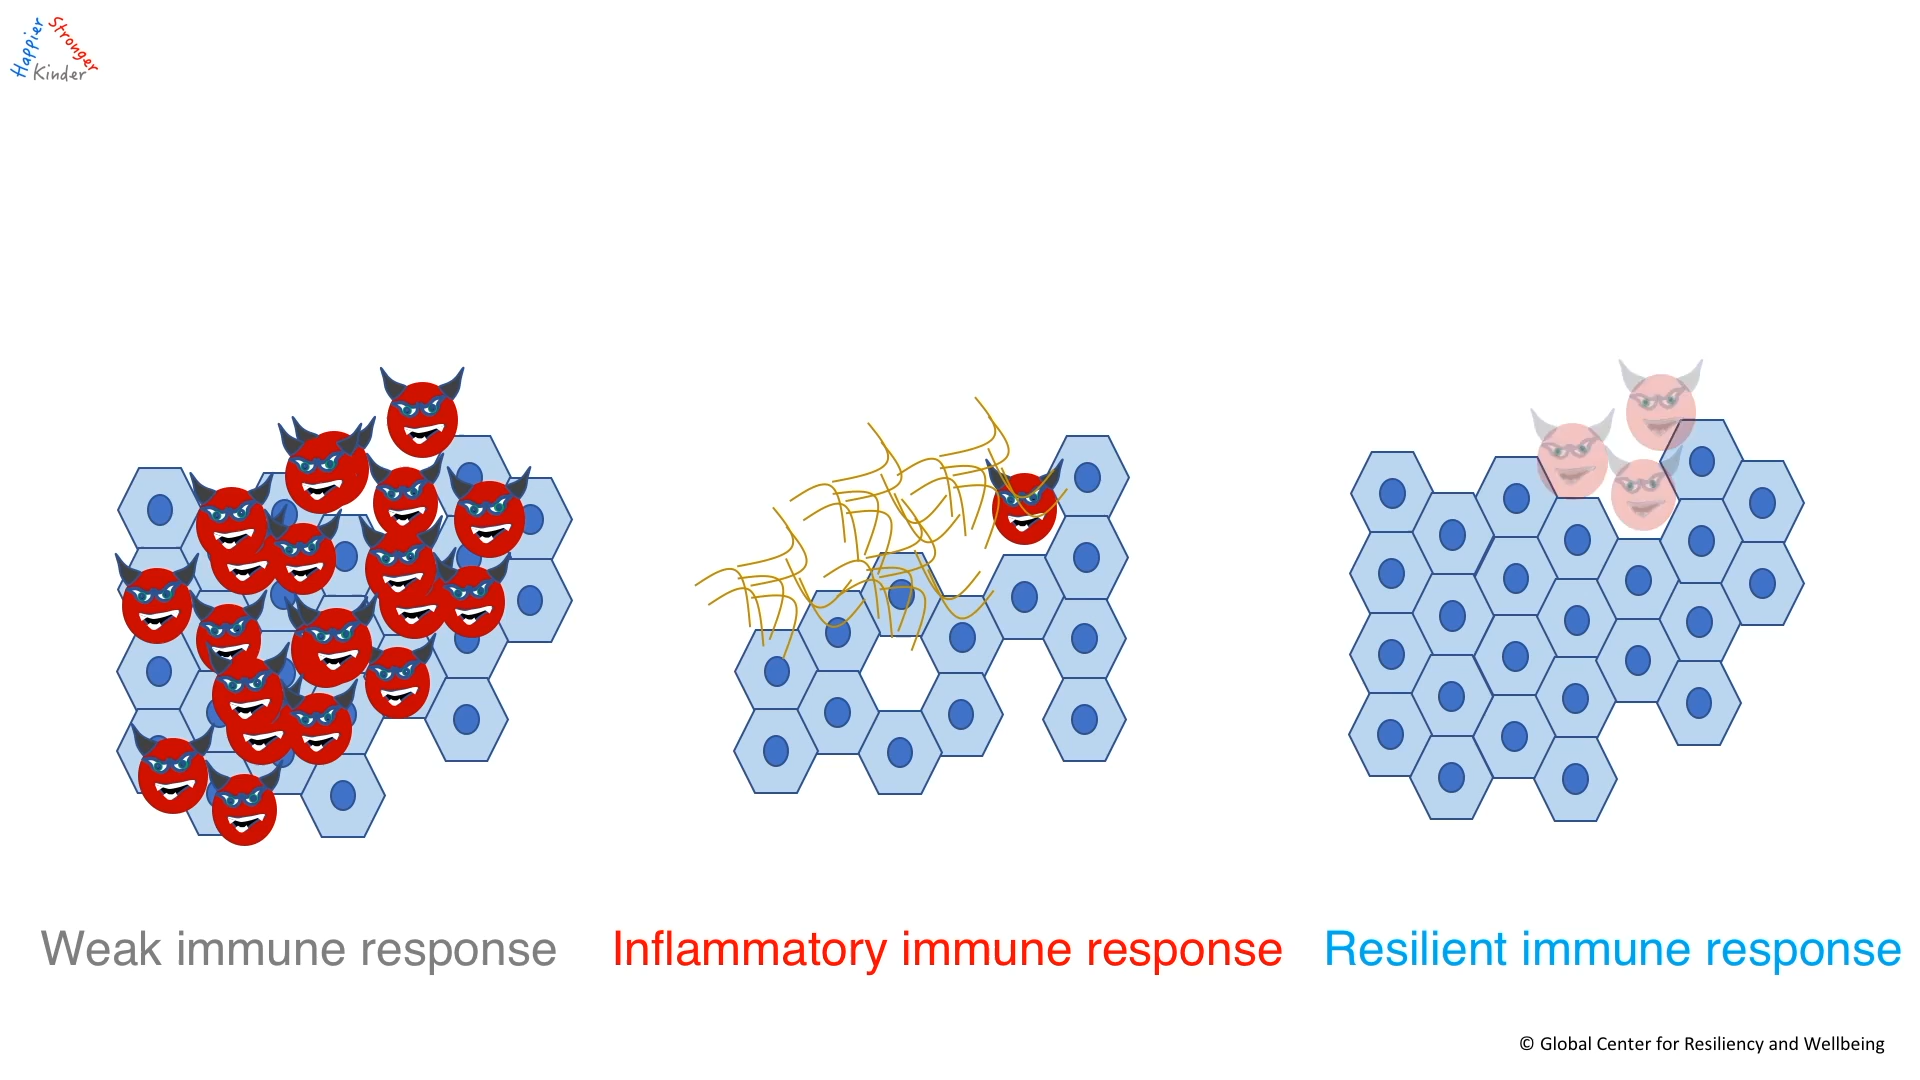 Happier
Stronger
Kinder
Weak immune response
Inflammatory immune response
Resilient immune response
© Global Center for Resiliency and Wellbeing